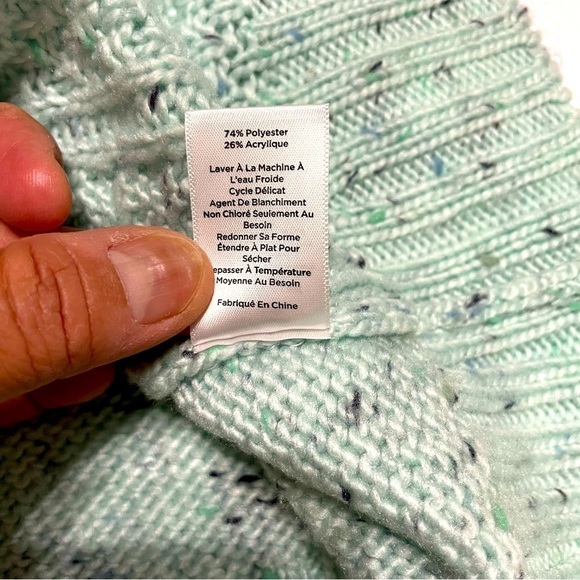 74% Polyester
26% Acrylique
Laver À La Machine À
L'eau Froide
Cycle Délicat
Agent De Blanchiment
Non Chloré Seulement Au
Besoin
Redonner Sa Forme
Étendre À Plat Pour
Sécher
epasser À Température
Moyenne Au Besoin
Fabriqué En Chine